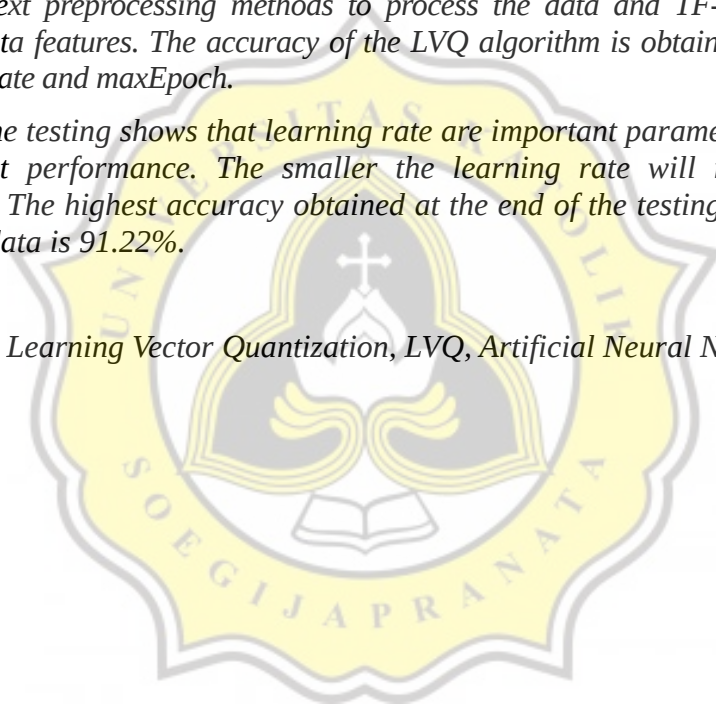 ext preprocessing methods to process the data and TF-
ta features. The accuracy of the LVQ algorithm is obtain
ate and maxEpoch.
ne testing shows that learning rate are important parame
t performance. The smaller the learning rate will
The highest accuracy obtained at the end of the testing
data is 91.22%.
Learning Vector Quantization, LVQ, Artificial Neural N
UNIVERSITAS KATOLIK
SOEGIJAPRANATA